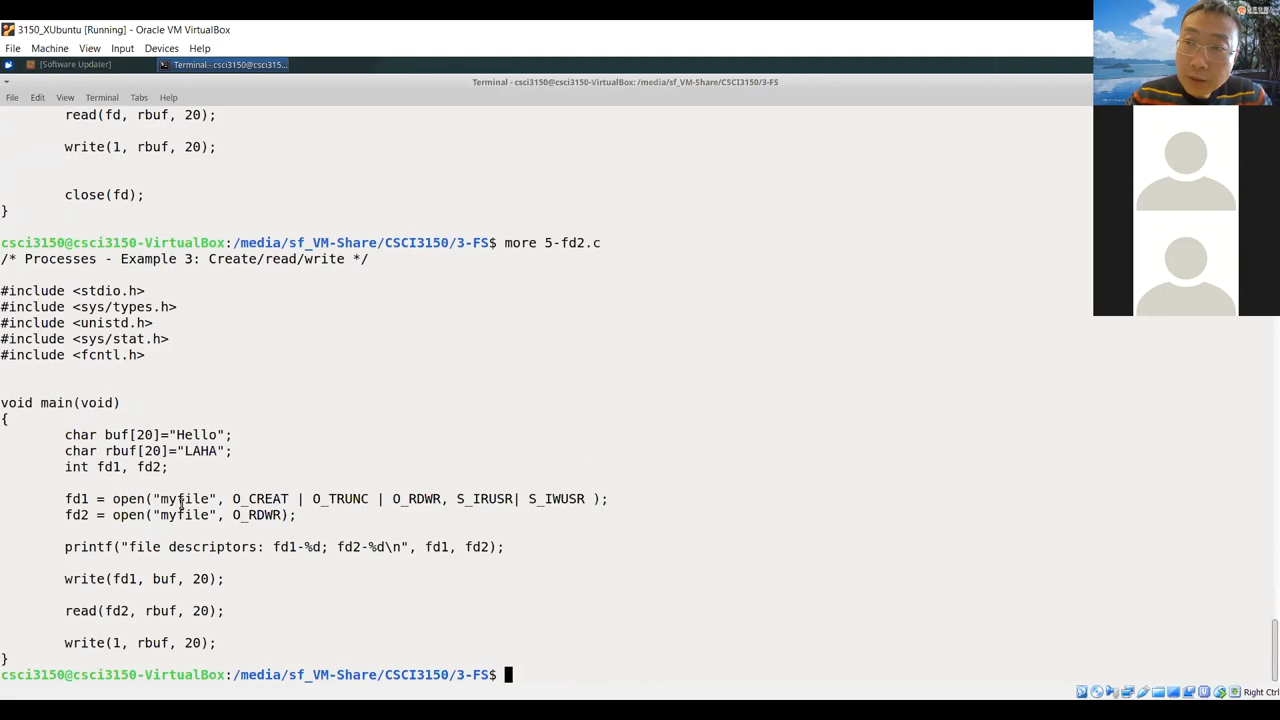 3150_XUbuntu [Running] - Oracle VM VirtualBox
File Machine View Input Devices Help
[Software Updater] Terminal - csci3150@csci315...
Terminal - csci3150@csci3150-VirtualBox: /media/sf_VM-Share/CSCI3150/3-FS
File Edit View Terminal Tabs Help
read(fd, rbuf, 20);
write(1, rbuf, 20);
close(fd);
}
csci3150@csci3150-VirtualBox:/media/sf_VM-Share/CSCI3150/3-FS$ more 5-fd2.c
/* Processes - Example 3: Create/read/write */
#include <stdio.h>
#include <sys/types.h>
#include <unistd.h>
#include <sys/stat.h>
#include <fcntl.h>
void main(void)
{
char buf[20]="Hello";
char rbuf[20]="LAHA";
int fd1, fd2;
fd1 = open("myfile", O_CREAT | O_TRUNC | O_RDWR, S_IRUSR| S_IWUSR );
fd2 = open("myfile", O_RDWR);
printf("file descriptors: fd1-%d; fd2-%d\n", fd1, fd2);
write(fd1, buf, 20);
read(fd2, rbuf, 20);
write(1, rbuf, 20);
}
csci3150@csci3150-VirtualBox:/media/sf_VM-Share/CSCI3150/3-FS$
Right Ctrl